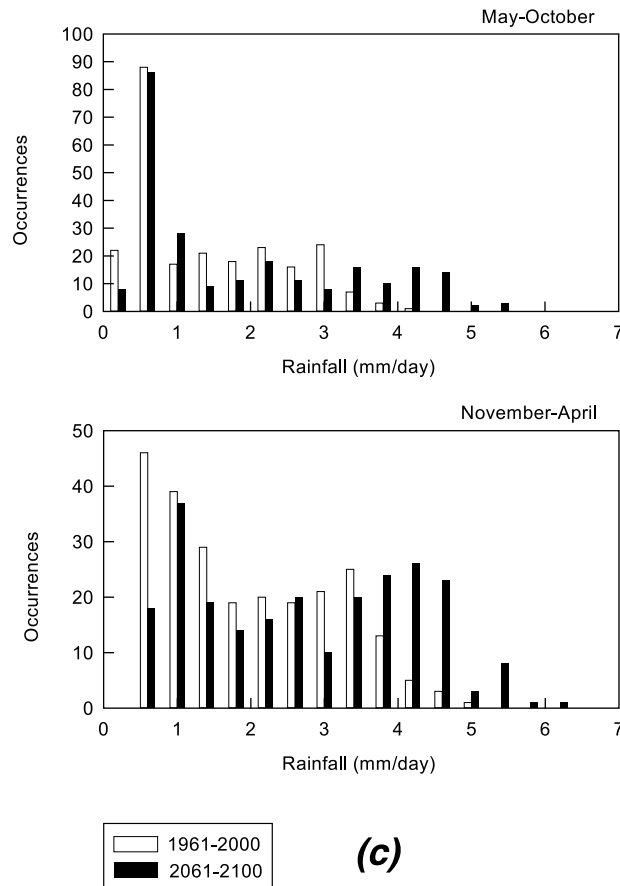 May-October
100
90
80
70
60
50
40
30
20
10
0
Occurrences
0 1 2 3 4 5 6 7
Rainfall (mm/day)
November-April
50
40
30
20
10
0
Occurrences
0 1 2 3 4 5 6 7
Rainfall (mm/day)
1961-2000
2061-2100
(c)